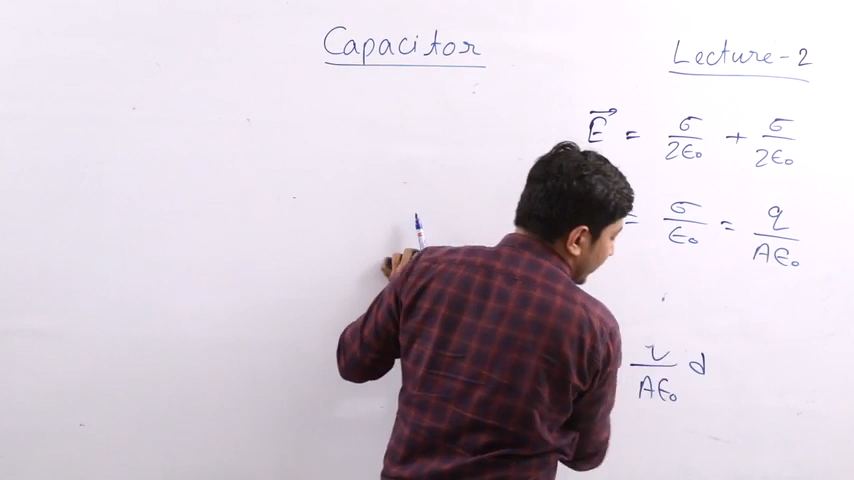 Capacitor
Lecture-2
E⃗ = σ/2ε₀ + σ/2ε₀
= σ/ε₀ = q/Aε₀
q/Aε₀ d